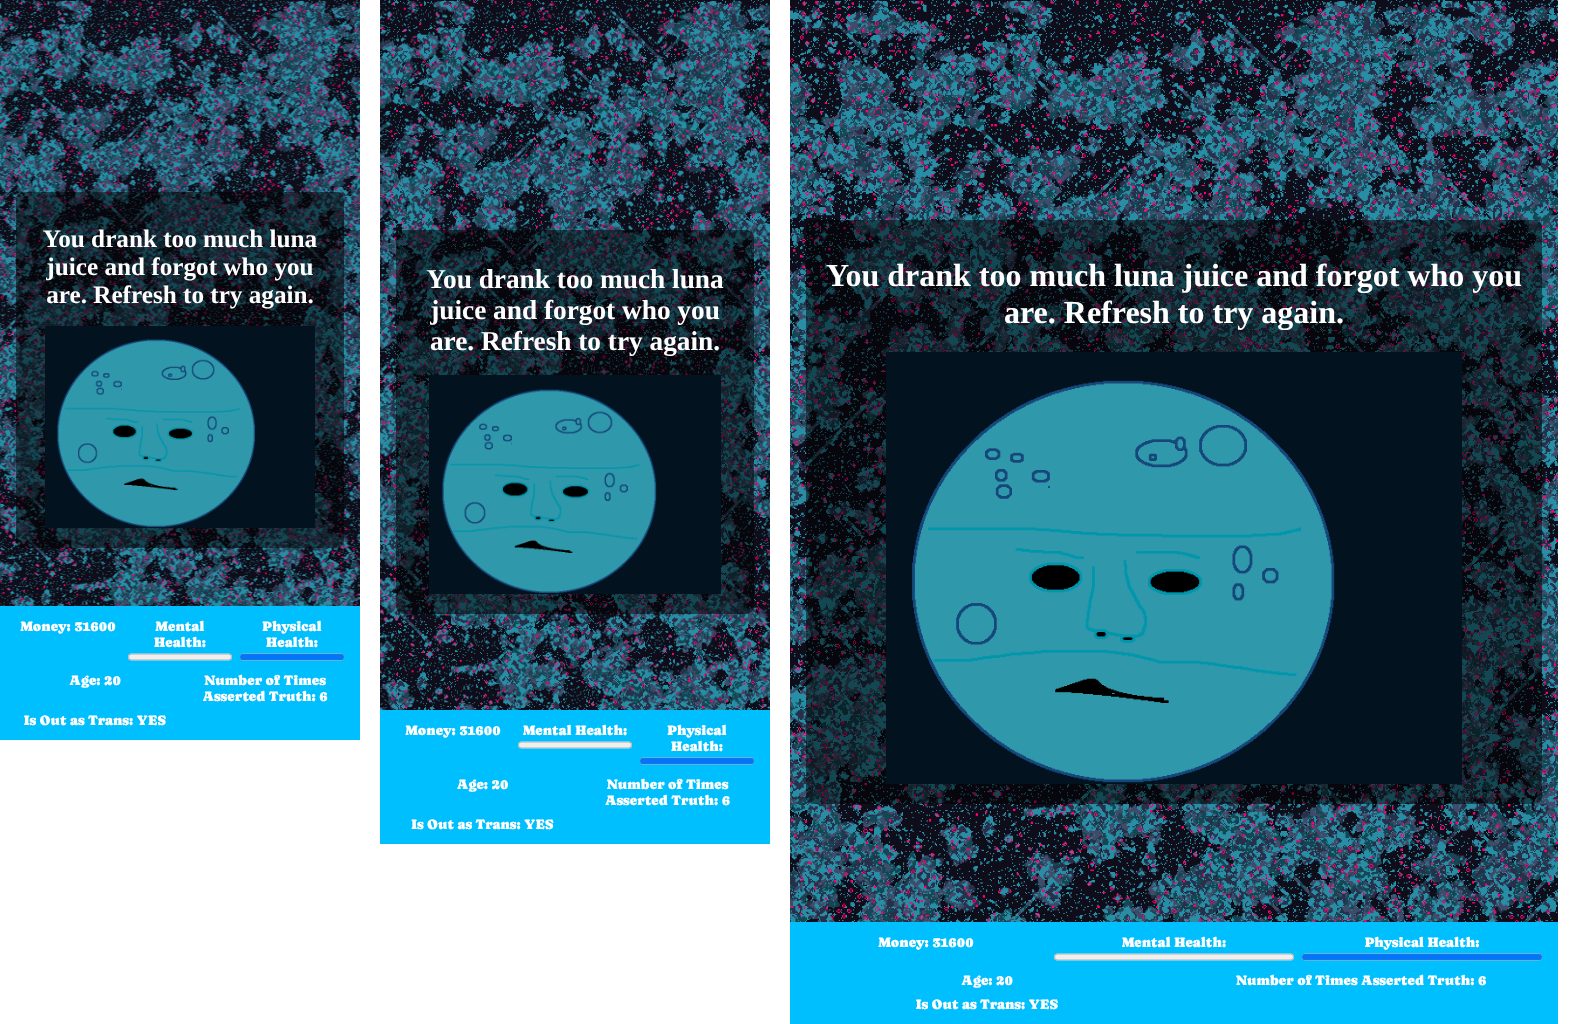 You drank too much luna
juice and forgot who you
are. Refresh to try again.
Money: 31600
Mental
Health:
Physical
Health:
Age: 20
Number of Times
Asserted Truth: 6
Is Out as Trans: YES
You drank too much luna
juice and forgot who you
are. Refresh to try again.
Money: 31600
Mental Health:
Physical
Health:
Age: 20
Number of Times
Asserted Truth: 6
Is Out as Trans: YES
You drank too much luna juice and forgot who you
are. Refresh to try again.
Money: 31600
Mental Health:
Physical Health:
Age: 20
Number of Times Asserted Truth: 6
Is Out as Trans: YES